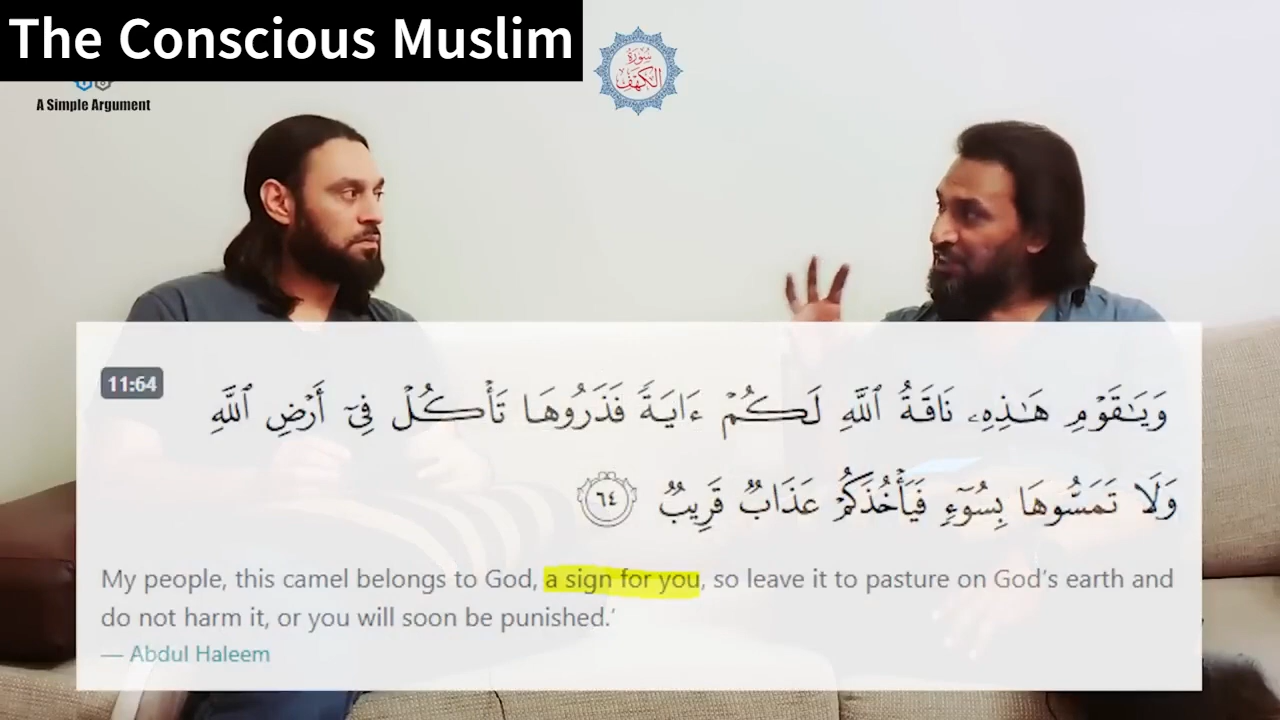 The Conscious Muslim
A Simple Argument
سُورَةُ
الكَهْفِ
11:64
وَيَـٰقَوْمِ هَـٰذِهِۦ نَاقَةُ ٱللَّهِ لَكُمْ ءَايَةًۭ فَذَرُوهَا تَأْكُلْ فِىٓ أَرْضِ ٱللَّهِ
وَلَا تَمَسُّوهَا بِسُوٓءٍۢ فَيَأْخُذَكُمْ عَذَابٌۭ قَرِيبٌۭ ٦٤
My people, this camel belongs to God, a sign for you, so leave it to pasture on God’s earth and
do not harm it, or you will soon be punished.’
— Abdul Haleem